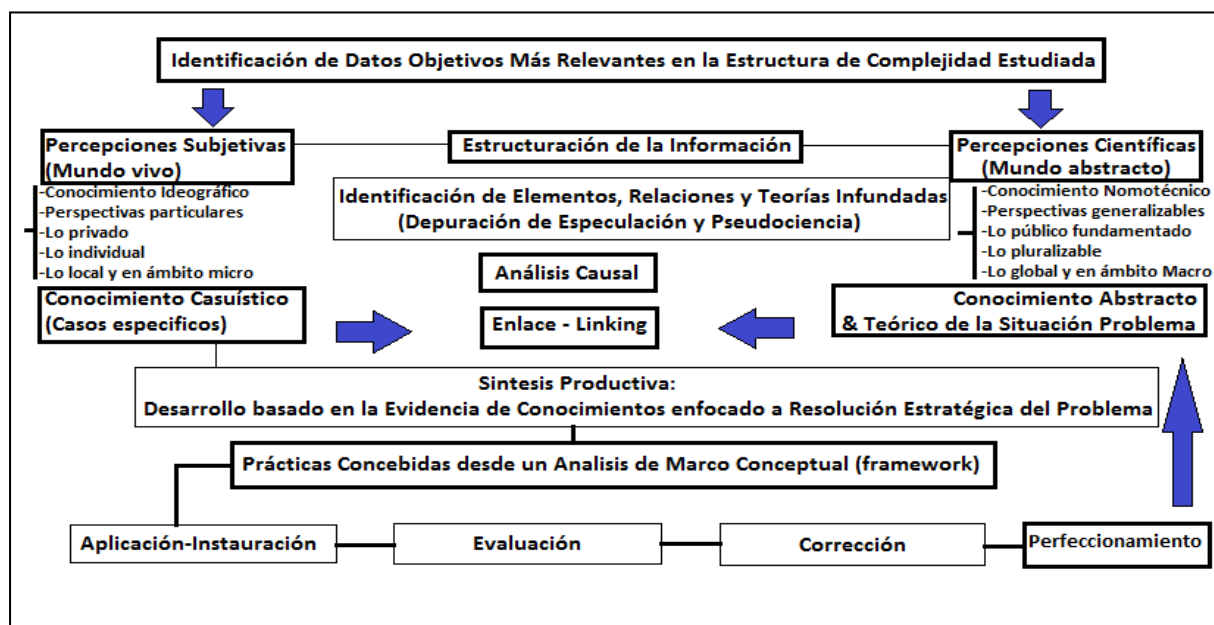 Identificación de Datos Objetivos Más Relevantes en la Estructura de Complejidad Estudiada
Percepciones Subjetivas
(Mundo vivo)
Estructuración de la Información
Percepciones Científicas
(Mundo abstracto)
-Conocimiento Ideográfico
-Perspectivas particulares
-Lo privado
-Lo individual
-Lo local y en ámbito micro
Identificación de Elementos, Relaciones y Teorías Infundadas
(Depuración de Especulación y Pseudociencia)
-Conocimiento Nomotécnico
-Perspectivas generalizables
-Lo público fundamentado
-Lo pluralizable
-Lo global y en ámbito Macro
Análisis Causal
Conocimiento Casuístico
(Casos especificos)
Enlace - Linking
Conocimiento Abstracto
& Teórico de la Situación Problema
Sintesis Productiva:
Desarrollo basado en la Evidencia de Conocimientos enfocado a Resolución Estratégica del Problema
Prácticas Concebidas desde un Analisis de Marco Conceptual (framework)
Aplicación-Instauración
Evaluación
Corrección
Perfeccionamiento